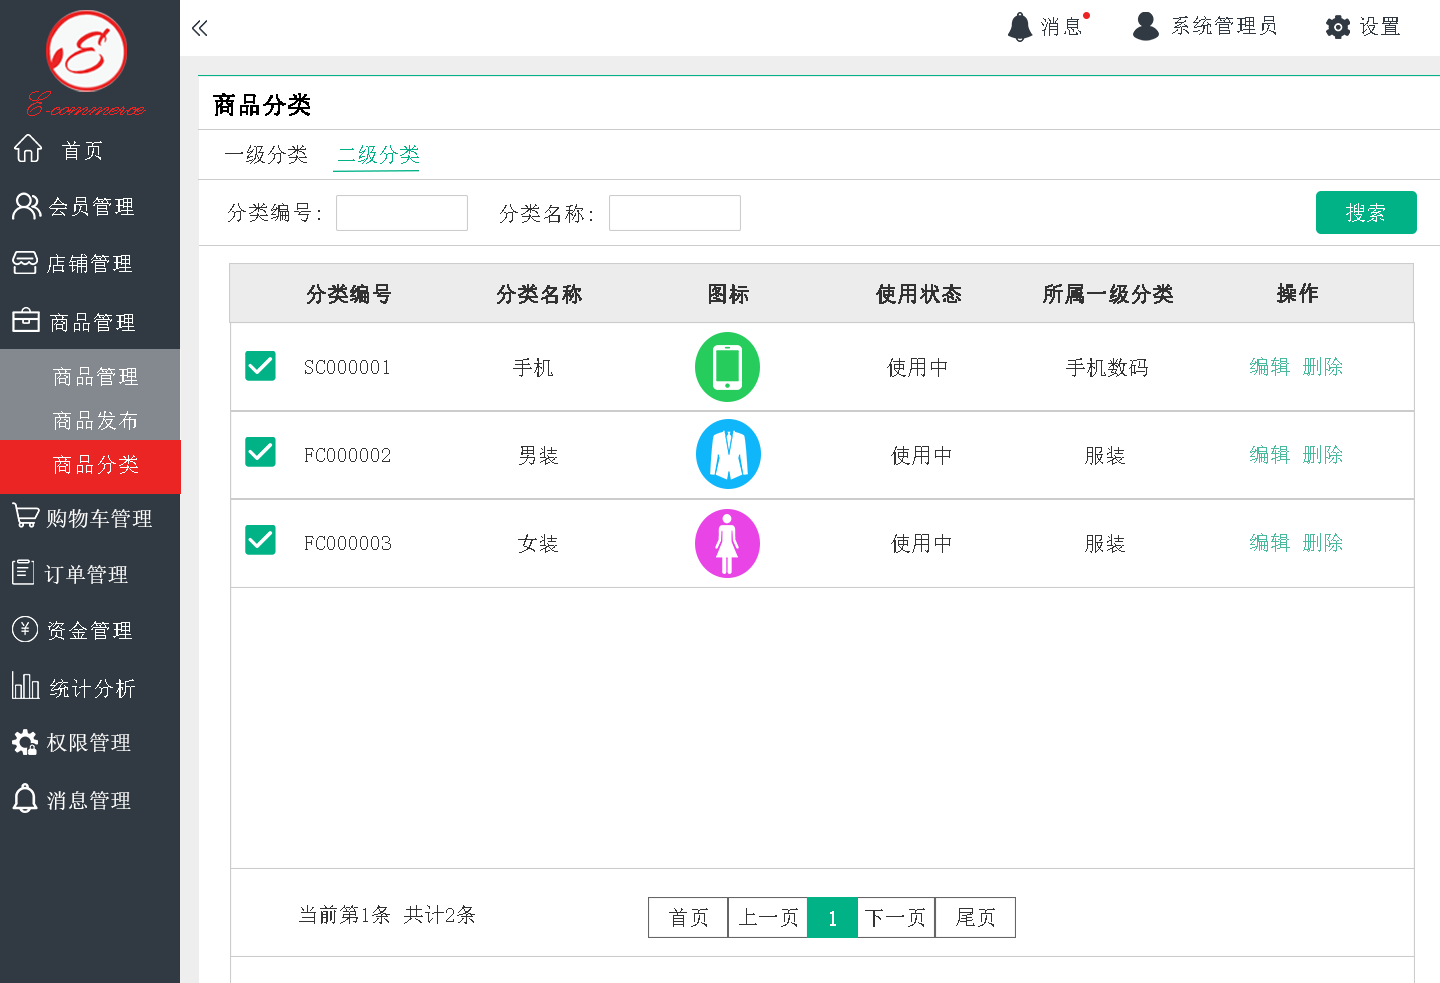 E-commerce
首页
会员管理
店铺管理
商品管理
商品管理
商品发布
商品分类
购物车管理
订单管理
资金管理
统计分析
权限管理
消息管理
消息 系统管理员 设置
商品分类
一级分类 二级分类
分类编号： 分类名称： 搜索
分类编号 分类名称 图标 使用状态 所属一级分类 操作
SC000001 手机 使用中 手机数码 编辑 删除
FC000002 男装 使用中 服装 编辑 删除
FC000003 女装 使用中 服装 编辑 删除
当前第1条 共计2条 首页 上一页 1 下一页 尾页